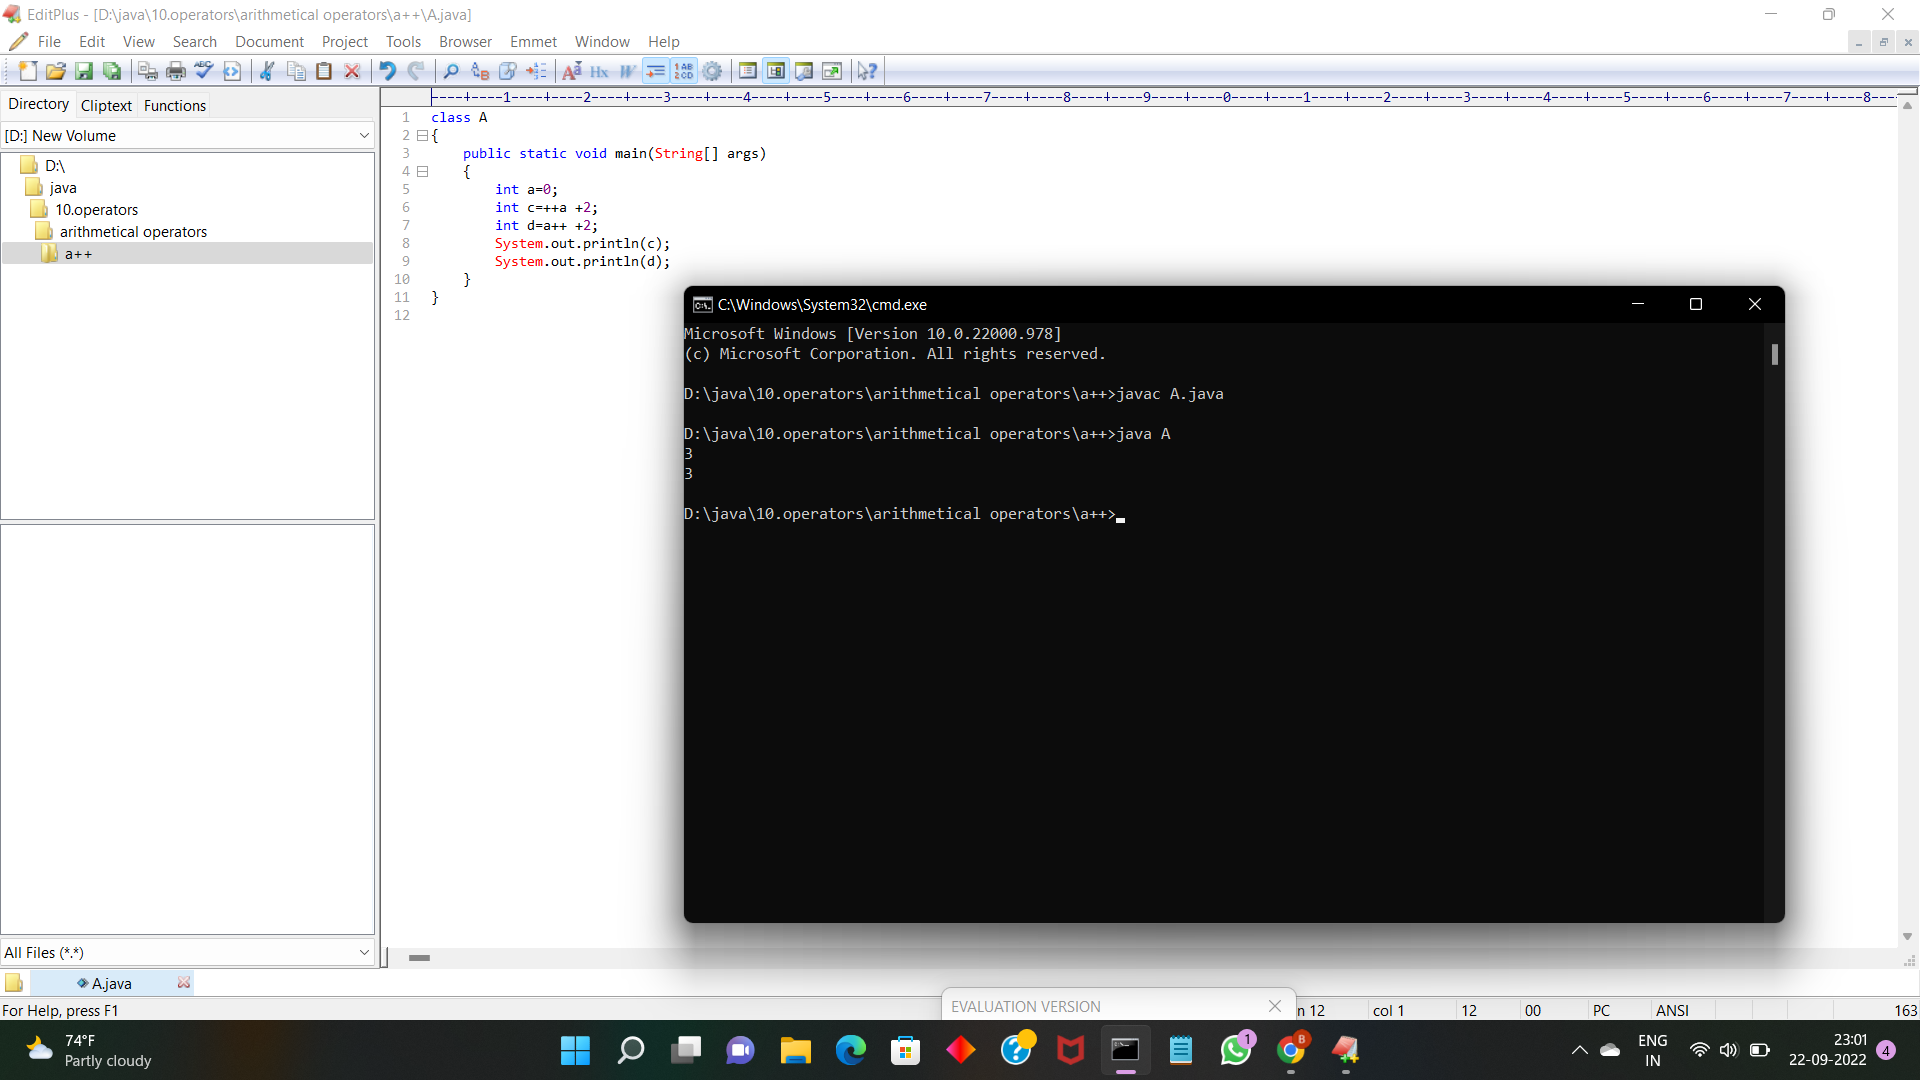 EditPlus - [D:\java\10.operators\arithmetical operators\a++\A.java]
File Edit View Search Document Project Tools Browser Emmet Window Help
Directory Cliptext Functions
[D:] New Volume
D:\
java
10.operators
arithmetical operators
a++
----+----1----+----2----+----3----+----4----+----5----+----6----+----7----+----8----+----9----+----0----+----1----+----2----+----3----+----4----+----5----+----6----+----7----+----8---
1 class A
2 {
3 public static void main(String[] args)
4 {
5 int a=0;
6 int c=++a +2;
7 int d=a++ +2;
8 System.out.println(c);
9 System.out.println(d);
10 }
11 }
12
C:\Windows\System32\cmd.exe
Microsoft Windows [Version 10.0.22000.978]
(c) Microsoft Corporation. All rights reserved.
D:\java\10.operators\arithmetical operators\a++>javac A.java
D:\java\10.operators\arithmetical operators\a++>java A
3
3
D:\java\10.operators\arithmetical operators\a++>
All Files (*.*)
A.java
EVALUATION VERSION
For Help, press F1 n 12 col 1 12 00 PC ANSI 163
74°F
Partly cloudy
1
B
ENG
IN
23:01
22-09-2022
4